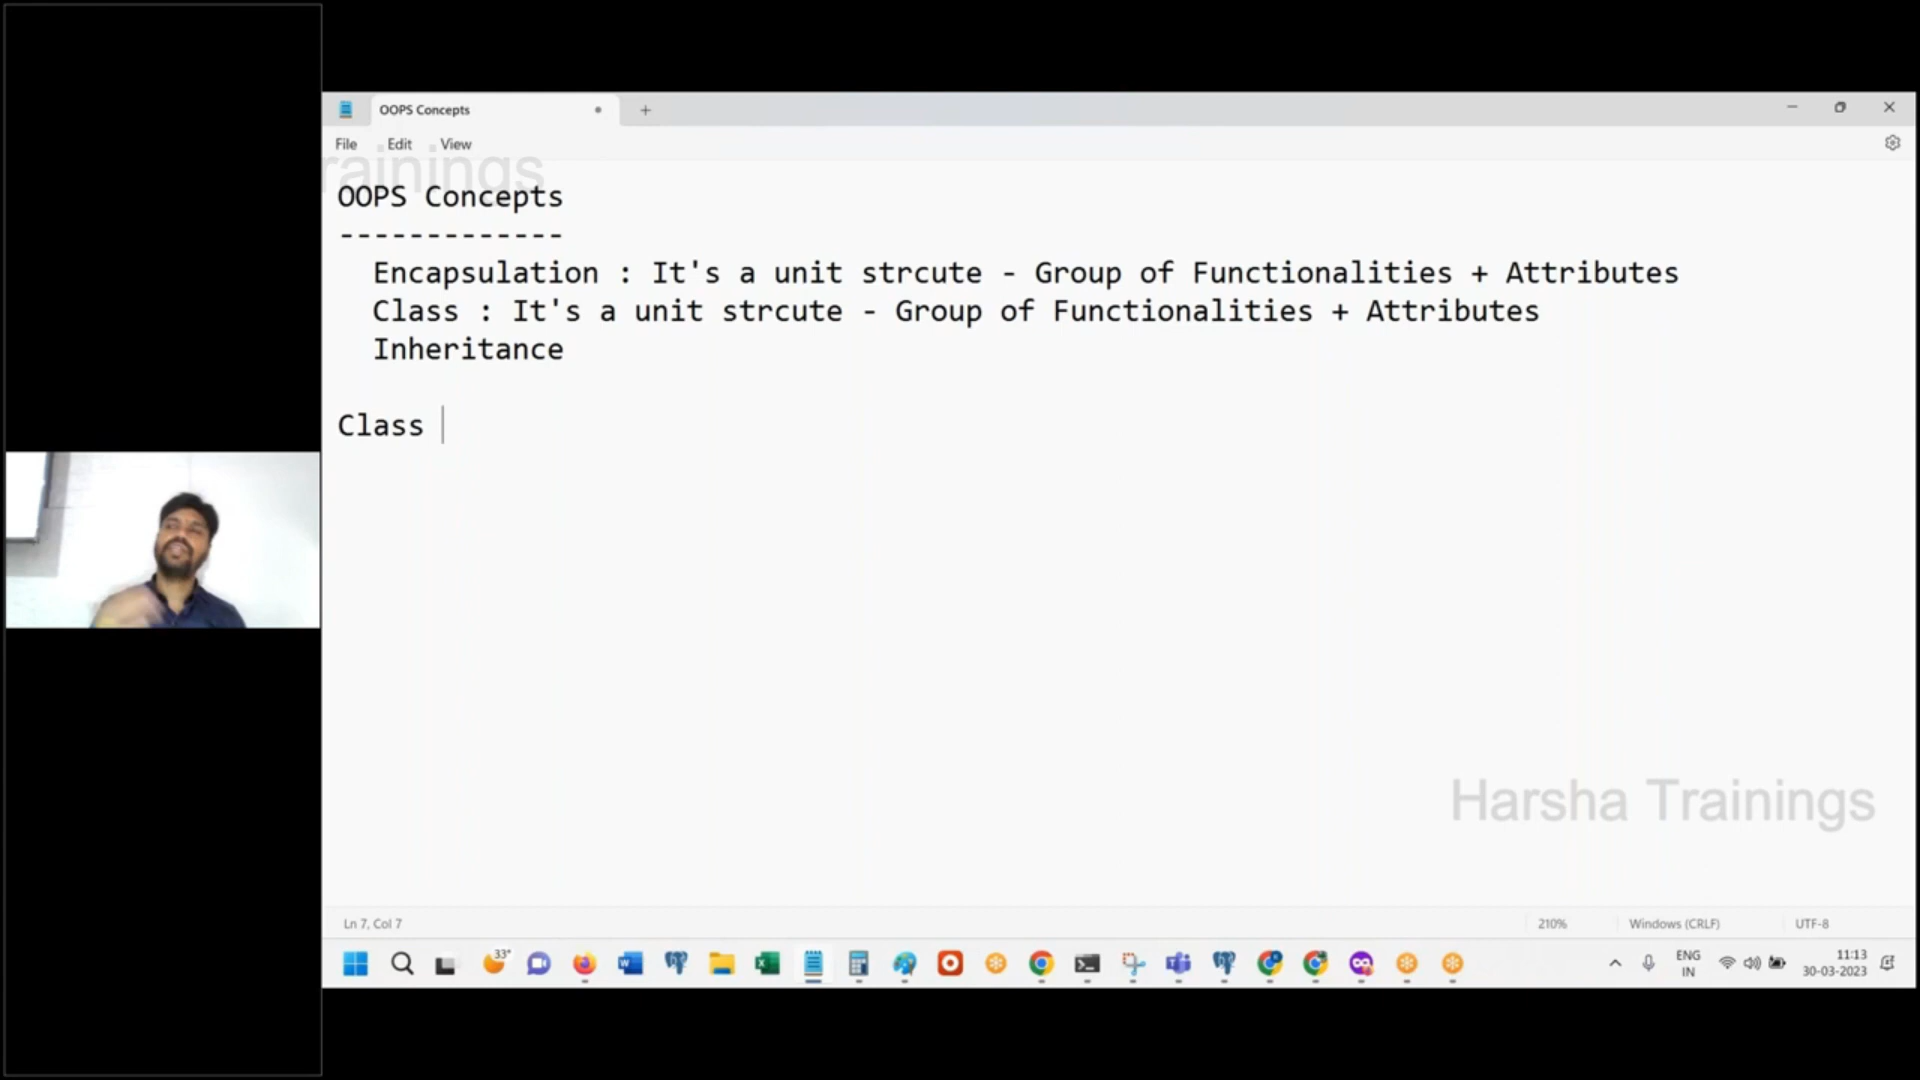 OOPS Concepts
File Edit View
rainings
OOPS Concepts
-------------
Encapsulation : It's a unit strcute - Group of Functionalities + Attributes
Class : It's a unit strcute - Group of Functionalities + Attributes
Inheritance
Class
Harsha Trainings
Ln 7, Col 7 210% Windows (CRLF) UTF-8
33°
ENG
IN
11:13
30-03-2023